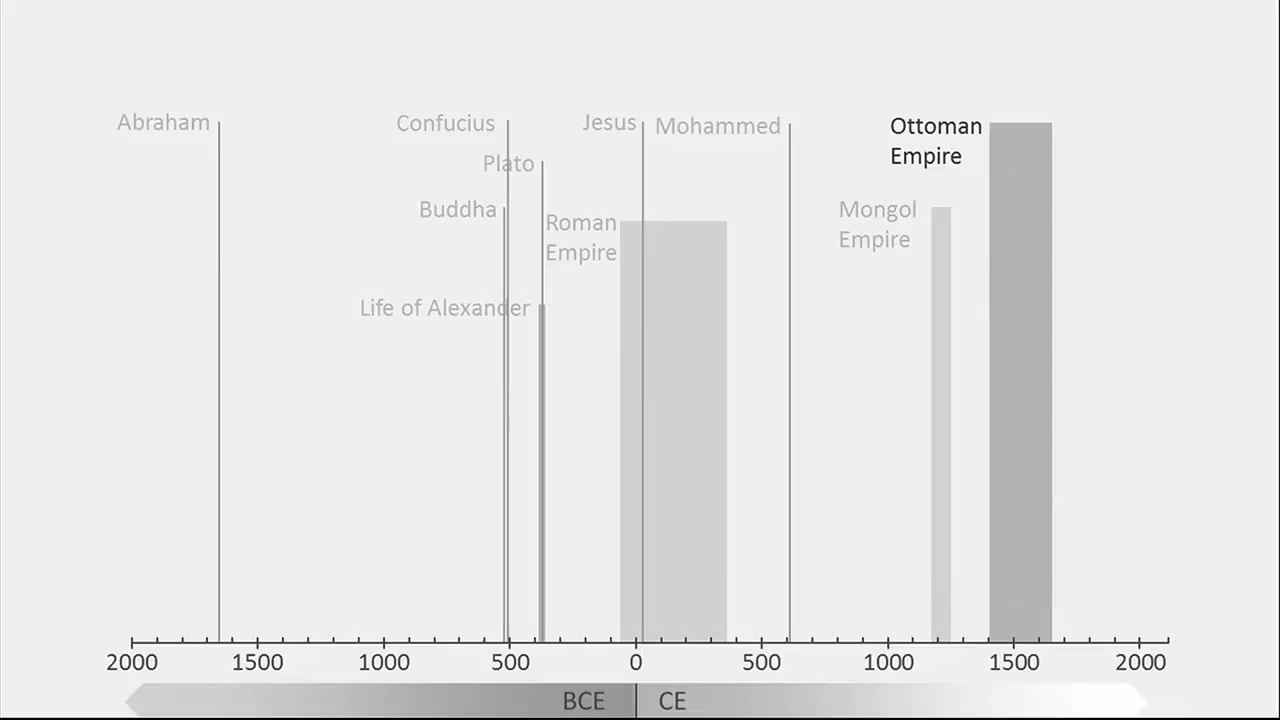 Abraham
Confucius
Jesus
Mohammed
Ottoman
Empire
Plato
Buddha
Roman
Empire
Mongol
Empire
Life of Alexander
2000 1500 1000 500 0 500 1000 1500 2000
BCE CE